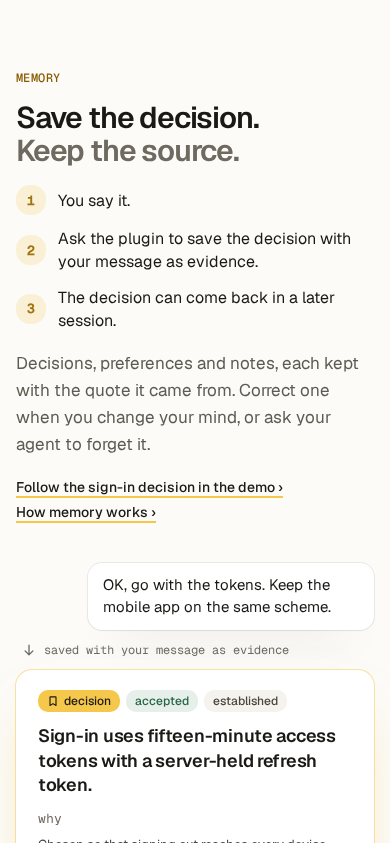 MEMORY
Save the decision.
Keep the source.
1 You say it.
2 Ask the plugin to save the decision with
your message as evidence.
3 The decision can come back in a later
session.
Decisions, preferences and notes, each kept
with the quote it came from. Correct one
when you change your mind, or ask your
agent to forget it.
Follow the sign-in decision in the demo ›
How memory works ›
OK, go with the tokens. Keep the
mobile app on the same scheme.
↓ saved with your message as evidence
decision accepted established
Sign-in uses fifteen-minute access
tokens with a server-held refresh
token.
why